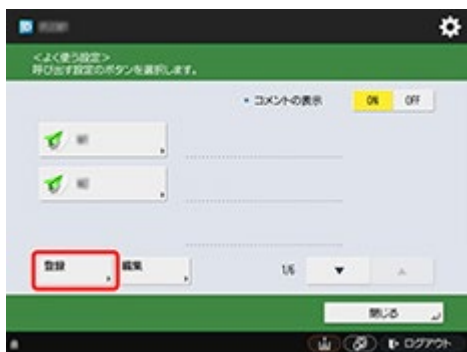 <よく使う設定>
呼び出す設定のボタンを選択します。
• コメントの表示 ON OFF
登録 編集 1/6 ▼ ▲
閉じる
ログアウト